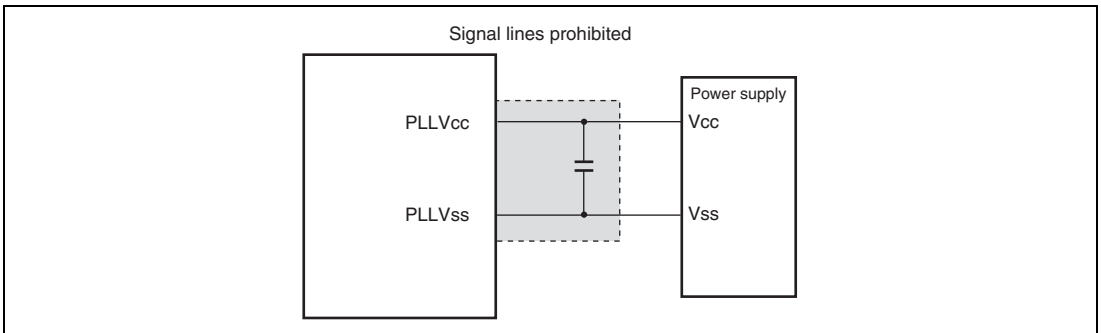 Signal lines prohibited
Power supply
PLLVcc
Vcc
PLLVss
Vss